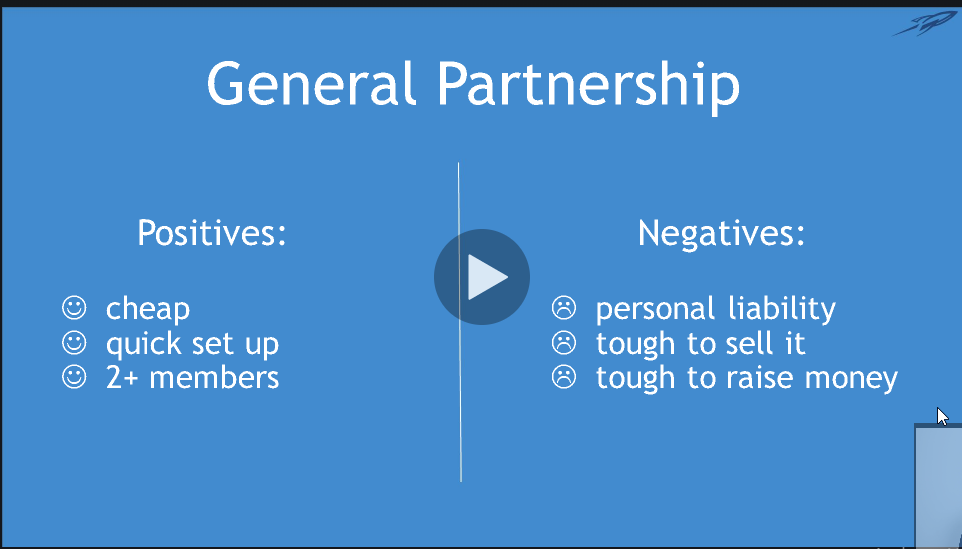 General Partnership
Positives:
cheap
quick set up
2+ members
Negatives:
personal liability
tough to sell it
tough to raise money